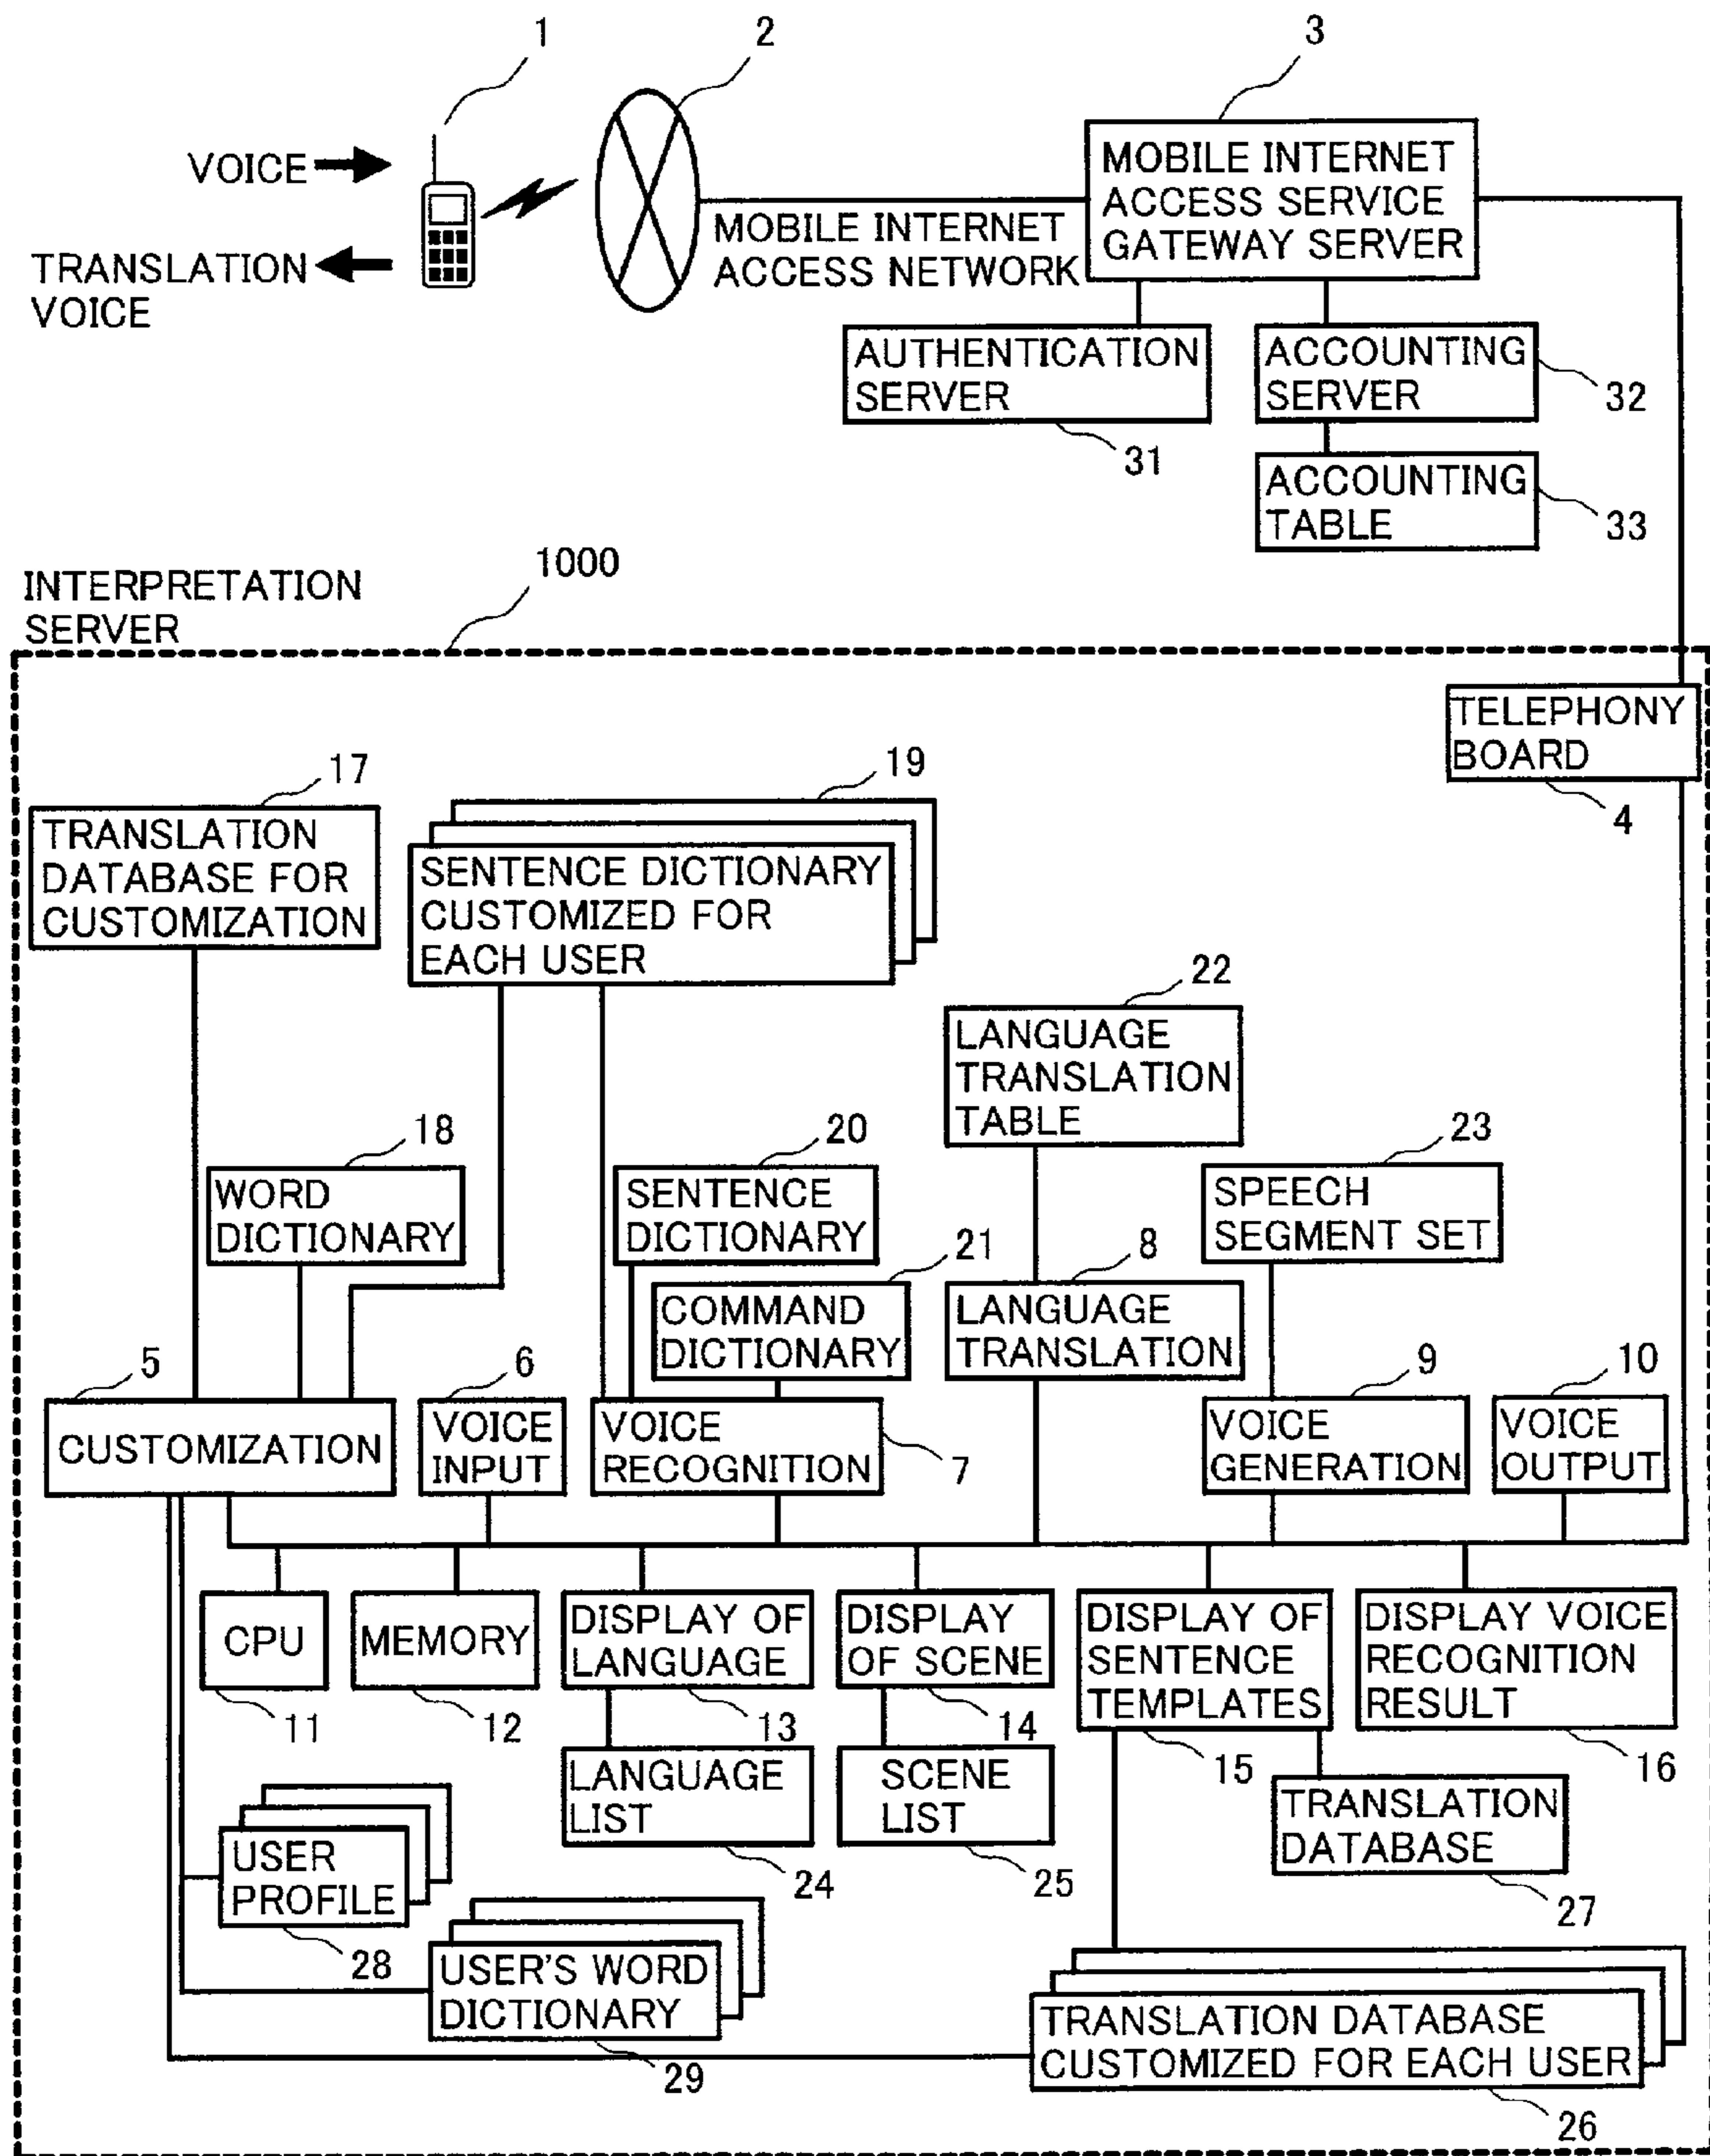 1
2
3
VOICE
TRANSLATION
VOICE
MOBILE INTERNET
ACCESS NETWORK
MOBILE INTERNET
ACCESS SERVICE
GATEWAY SERVER
AUTHENTICATION
SERVER
31
ACCOUNTING
SERVER
32
ACCOUNTING
TABLE
33
INTERPRETATION
SERVER
1000
TELEPHONY
BOARD
4
17
TRANSLATION
DATABASE FOR
CUSTOMIZATION
19
SENTENCE DICTIONARY
CUSTOMIZED FOR
EACH USER
22
LANGUAGE
TRANSLATION
TABLE
18
WORD
DICTIONARY
20
SENTENCE
DICTIONARY
23
SPEECH
SEGMENT SET
21
COMMAND
DICTIONARY
8
LANGUAGE
TRANSLATION
5
CUSTOMIZATION
6
VOICE
INPUT
VOICE
RECOGNITION
7
9
VOICE
GENERATION
10
VOICE
OUTPUT
CPU
11
MEMORY
12
DISPLAY OF
LANGUAGE
13
DISPLAY
OF SCENE
14
DISPLAY OF
SENTENCE
TEMPLATES
15
DISPLAY VOICE
RECOGNITION
RESULT
16
LANGUAGE
LIST
24
SCENE
LIST
25
TRANSLATION
DATABASE
27
USER
PROFILE
28
USER'S WORD
DICTIONARY
29
TRANSLATION DATABASE
CUSTOMIZED FOR EACH USER
26